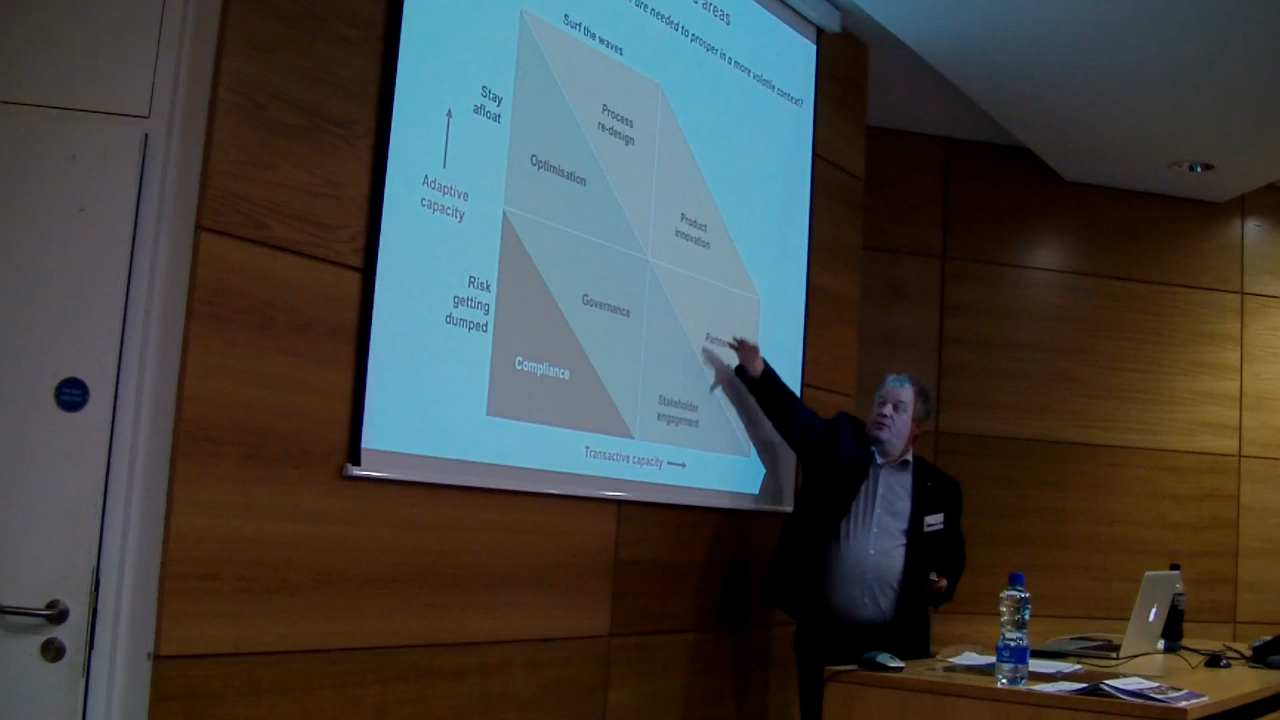 areas
are needed to prosper in a more volatile context?
Surf the waves
Stay
afloat
Process
re-design
Optimisation
Adaptive
capacity
Product
innovation
Risk
getting
dumped
Governance
Compliance
Stakeholder
engagement
Transactive capacity